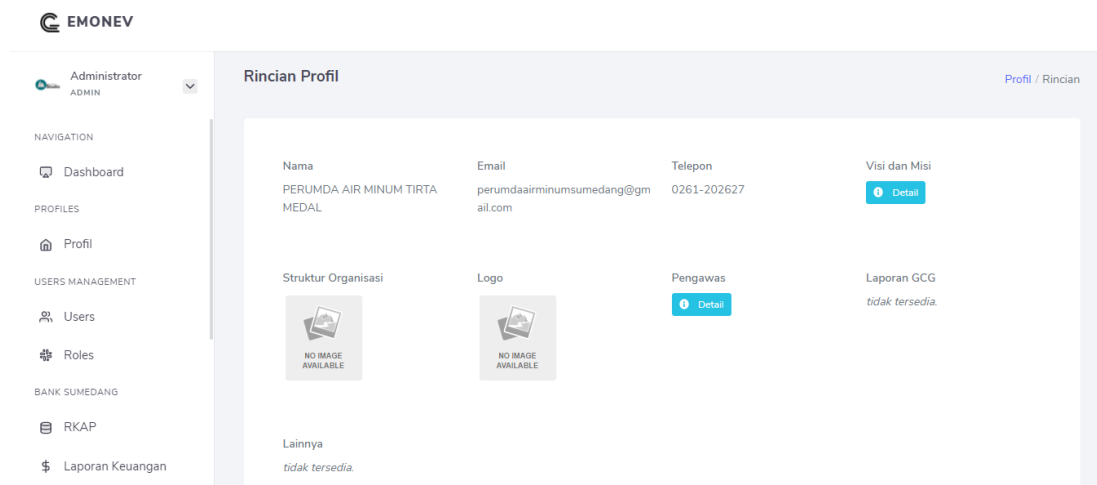 EMONEV
Administrator
ADMIN
NAVIGATION
Dashboard
PROFILES
Profil
USERS MANAGEMENT
Users
Roles
BANK SUMEDANG
RKAP
$ Laporan Keuangan
Rincian Profil
Profil / Rincian
Nama
PERUMDA AIR MINUM TIRTA
MEDAL
Email
perumdaairminumsumedang@gm
ail.com
Telepon
0261-202627
Visi dan Misi
Detail
Struktur Organisasi
NO IMAGE
AVAILABLE
Logo
NO IMAGE
AVAILABLE
Pengawas
Detail
Laporan GCG
tidak tersedia.
Lainnya
tidak tersedia.